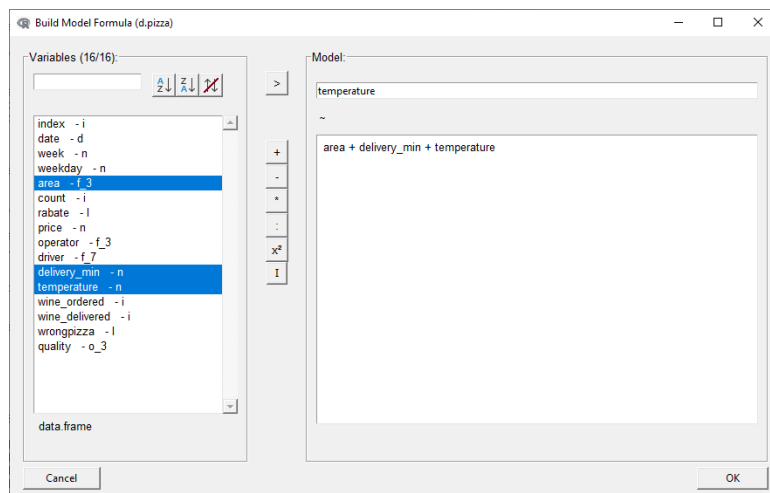 Build Model Formula (d.pizza)
Variables (16/16):
Model:
A Z
Z A
>
temperature
~
index - i
date - d
week - n
weekday - n
area - f_3
count - i
rabate - l
price - n
operator - f_3
driver - f_7
delivery_min - n
temperature - n
wine_ordered - i
wine_delivered - i
wrongpizza - l
quality - o_3
data.frame
+
-
*
:
x²
I
area + delivery_min + temperature
Cancel
OK